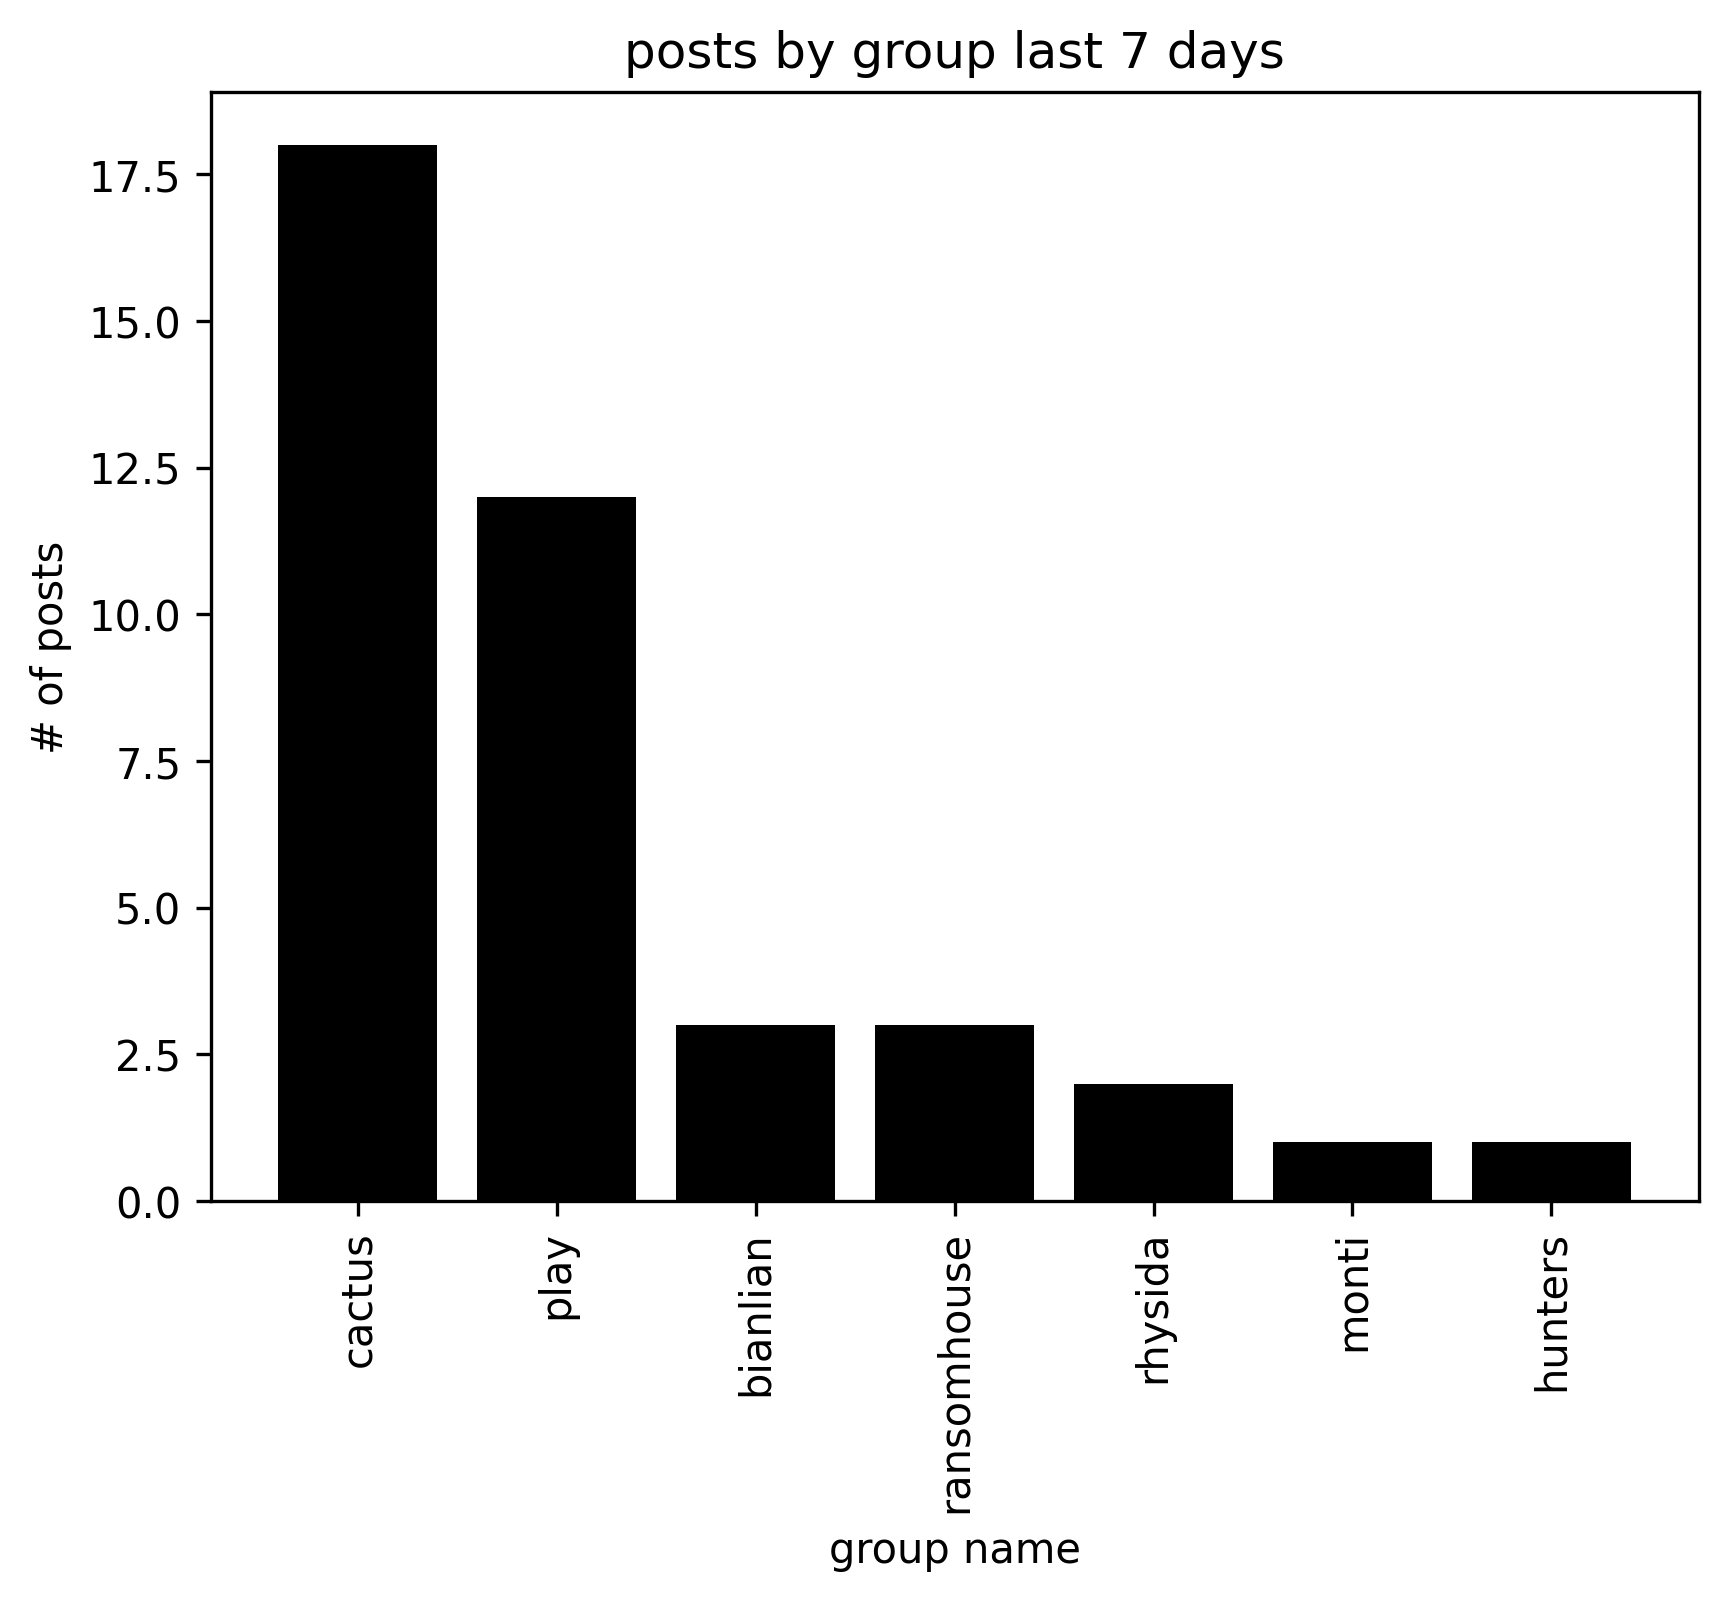 posts by group last 7 days
# of posts
17.5
15.0
12.5
10.0
7.5
5.0
2.5
0.0
cactus
play
bianlian
ransomhouse
rhysida
monti
hunters
group name